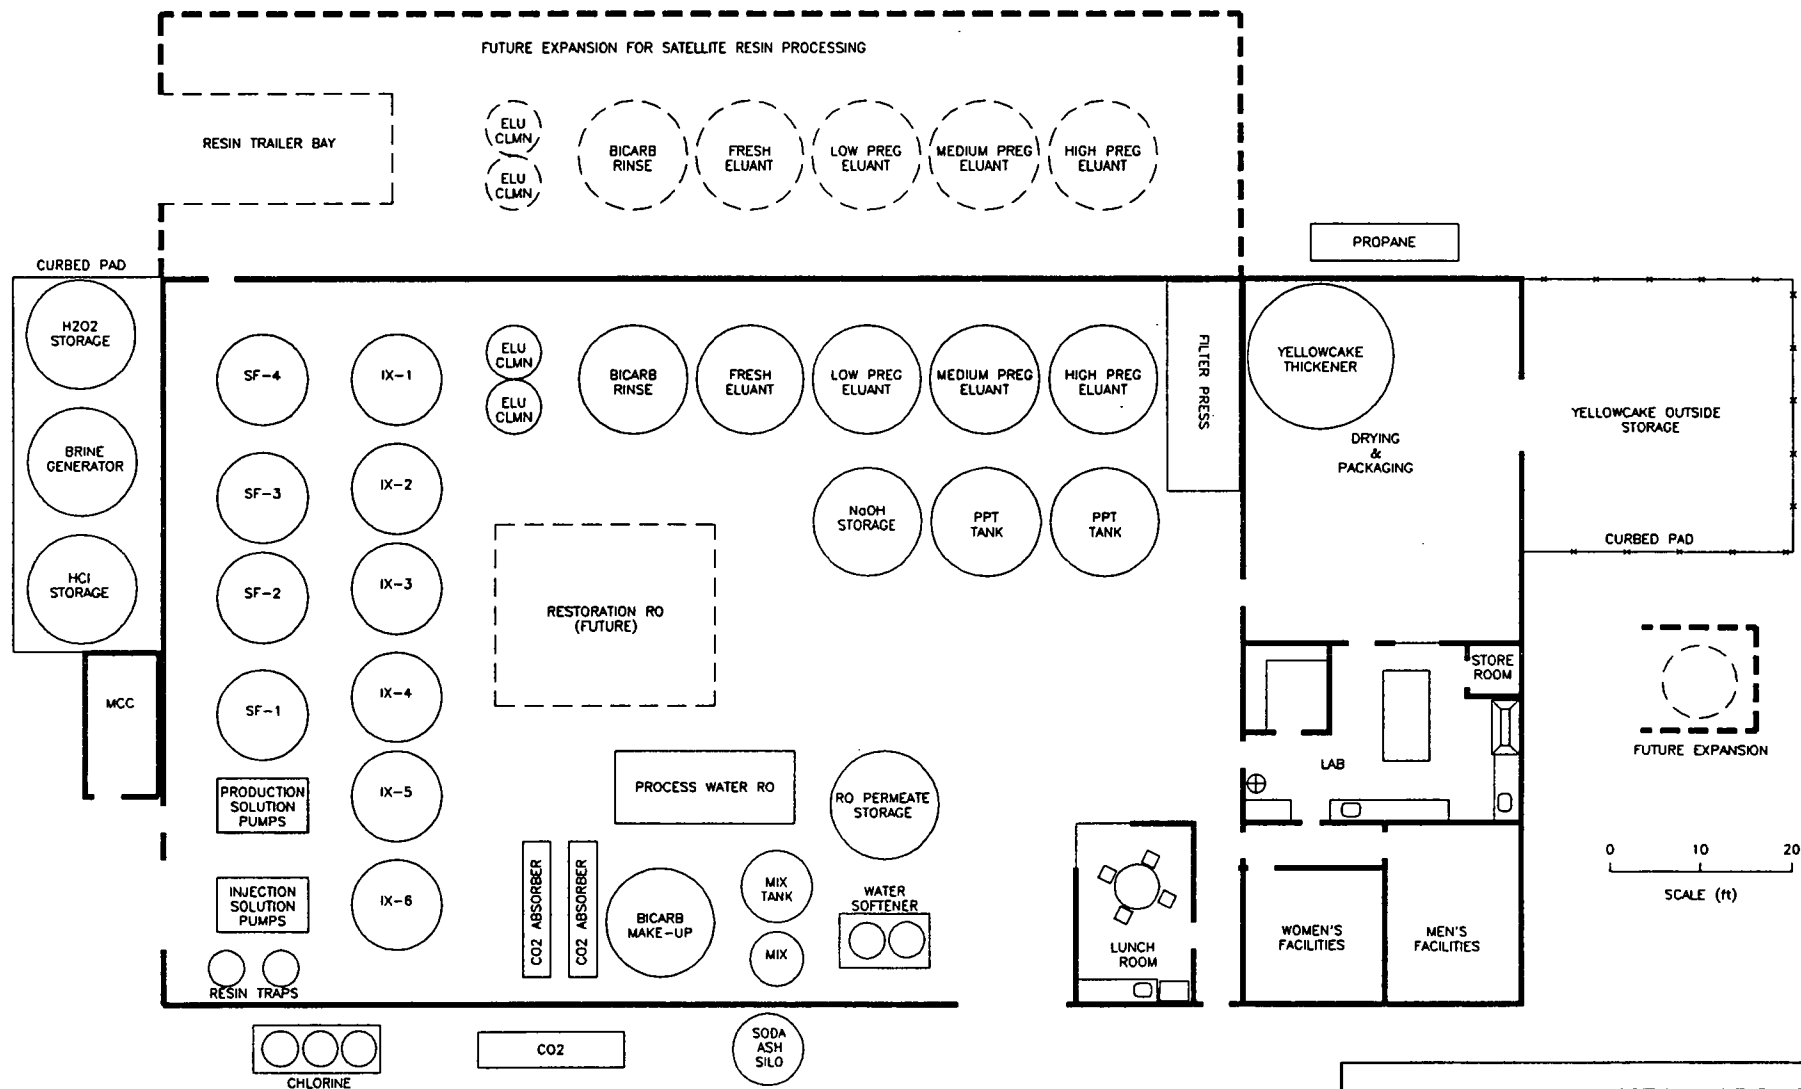 FUTURE EXPANSION FOR SATELLITE RESIN PROCESSING
RESIN TRAILER BAY
ELU
CLMN
ELU
CLMN
BICARB
RINSE
FRESH
ELUANT
LOW PREG
ELUANT
MEDIUM PREG
ELUANT
HIGH PREG
ELUANT
PROPANE
CURBED PAD
H2O2
STORAGE
BRINE
GENERATOR
HCl
STORAGE
MCC
SF-4
SF-3
SF-2
SF-1
PRODUCTION
SOLUTION
PUMPS
INJECTION
SOLUTION
PUMPS
RESIN TRAPS
IX-1
IX-2
IX-3
IX-4
IX-5
IX-6
ELU
CLMN
ELU
CLMN
BICARB
RINSE
FRESH
ELUANT
LOW PREG
ELUANT
MEDIUM PREG
ELUANT
HIGH PREG
ELUANT
FILTER PRESS
NaOH
STORAGE
PPT
TANK
PPT
TANK
RESTORATION RO
(FUTURE)
PROCESS WATER RO
RO PERMEATE
STORAGE
CO2 ABSORBER
CO2 ABSORBER
BICARB
MAKE-UP
MIX
TANK
MIX
WATER
SOFTENER
YELLOWCAKE
THICKENER
DRYING
&
PACKAGING
YELLOWCAKE OUTSIDE
STORAGE
CURBED PAD
STORE
ROOM
LAB
FUTURE EXPANSION
0 10 20
SCALE (ft)
LUNCH
ROOM
WOMEN'S
FACILITIES
MEN'S
FACILITIES
CHLORINE
CO2
SODA
ASH
SILO